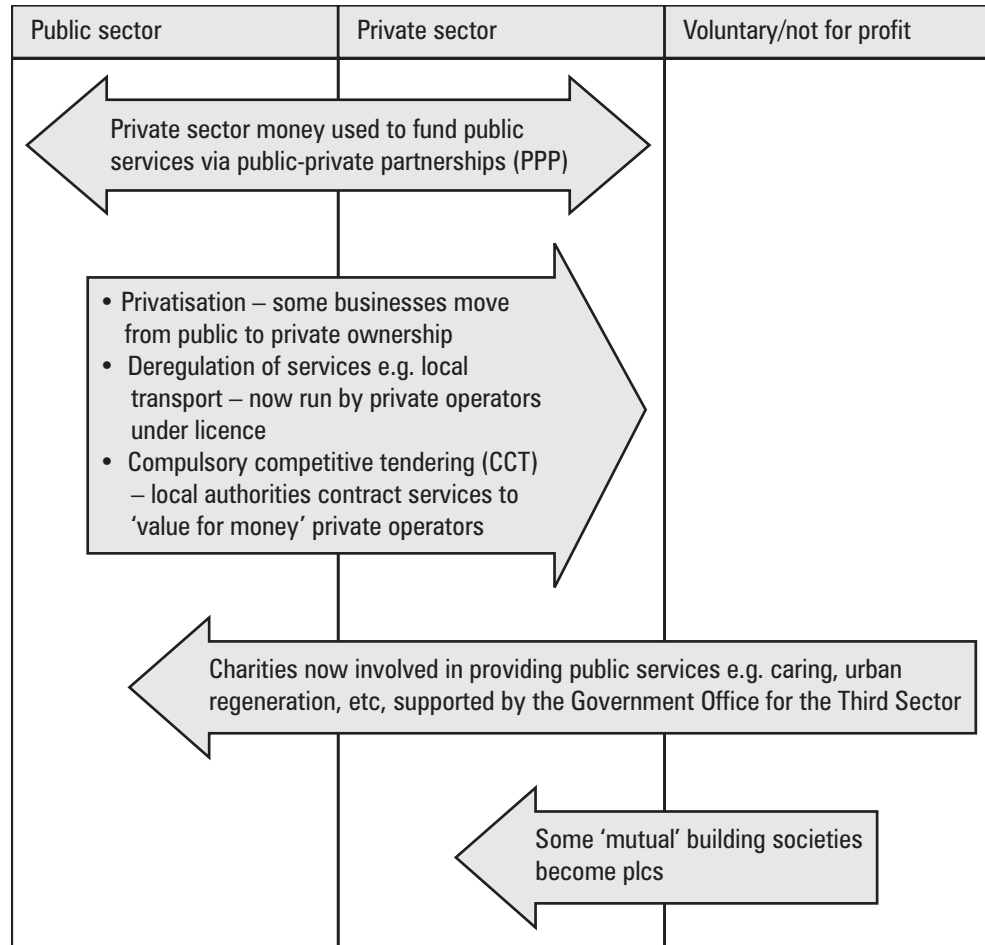 Public sector
Private sector
Voluntary/not for profit
Private sector money used to fund public
services via public-private partnerships (PPP)
• Privatisation – some businesses move
from public to private ownership
• Deregulation of services e.g. local
transport – now run by private operators
under licence
• Compulsory competitive tendering (CCT)
– local authorities contract services to
‘value for money’ private operators
Charities now involved in providing public services e.g. caring, urban
regeneration, etc, supported by the Government Office for the Third Sector
Some ‘mutual’ building societies
become plcs